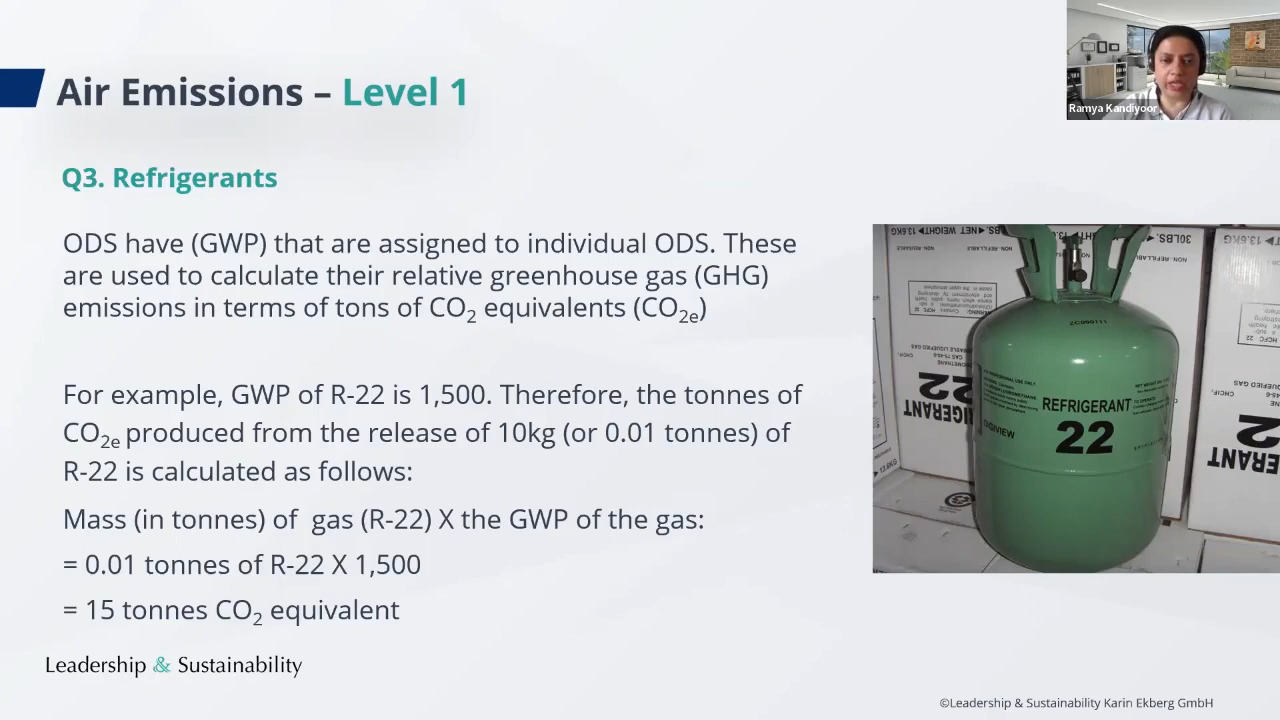 Air Emissions – Level 1
Ramya Kandiyoor
Q3. Refrigerants
ODS have (GWP) that are assigned to individual ODS. These
are used to calculate their relative greenhouse gas (GHG)
emissions in terms of tons of CO2 equivalents (CO2e)
For example, GWP of R-22 is 1,500. Therefore, the tonnes of
CO2e produced from the release of 10kg (or 0.01 tonnes) of
R-22 is calculated as follows:
Mass (in tonnes) of gas (R-22) X the GWP of the gas:
= 0.01 tonnes of R-22 X 1,500
= 15 tonnes CO2 equivalent
REFRIGERANT
22
Leadership & Sustainability
©Leadership & Sustainability Karin Ekberg GmbH